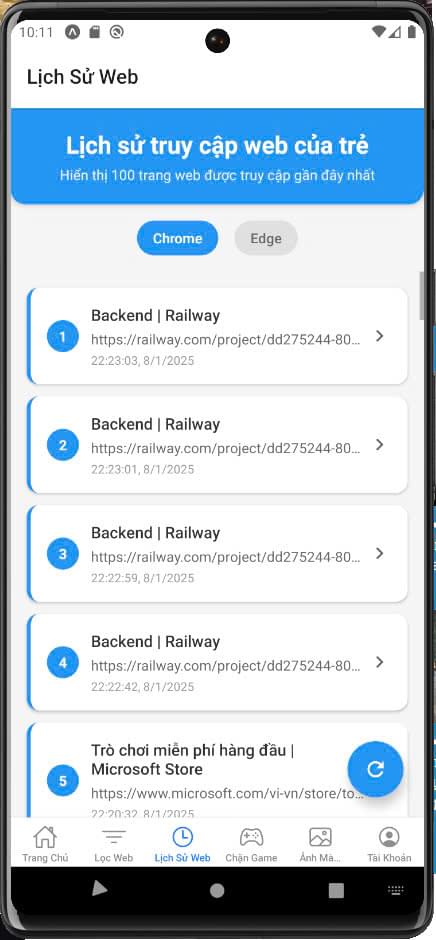 10:11
Lịch Sử Web
Lịch sử truy cập web của trẻ
Hiển thị 100 trang web được truy cập gần đây nhất
Chrome
Edge
1
Backend | Railway
https://railway.com/project/dd275244-80...
22:23:03, 8/1/2025
2
Backend | Railway
https://railway.com/project/dd275244-80...
22:23:01, 8/1/2025
3
Backend | Railway
https://railway.com/project/dd275244-80...
22:22:59, 8/1/2025
4
Backend | Railway
https://railway.com/project/dd275244-80...
22:22:42, 8/1/2025
5
Trò chơi miễn phí hàng đầu |
Microsoft Store
https://www.microsoft.com/vi-vn/store/to...
22:20:32, 8/1/2025
Trang Chủ
Lọc Web
Lịch Sử Web
Chặn Game
Ảnh Mà...
Tài Khoản